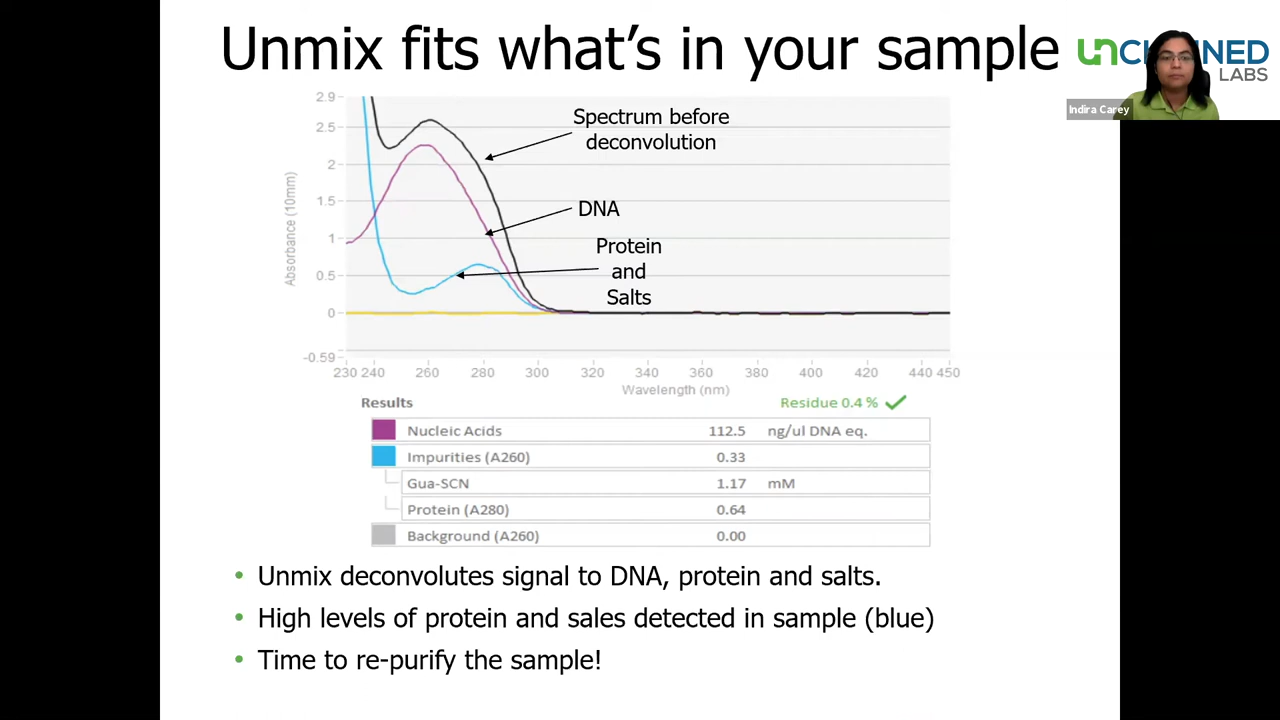 Unmix fits what's in your sample
UNCHAINED
LABS
Indira Carey
2.9
2.5
2
1.5
1
0.5
0
-0.59
Absorbance (10mm)
Spectrum before
deconvolution
DNA
Protein
and
Salts
230 240 260 280 300 320 340 360 380 400 420 440 450
Wavelength (nm)
Results Residue 0.4 %
Nucleic Acids 112.5 ng/ul DNA eq.
Impurities (A260) 0.33
Gua-SCN 1.17 mM
Protein (A280) 0.64
Background (A260) 0.00
• Unmix deconvolutes signal to DNA, protein and salts.
• High levels of protein and sales detected in sample (blue)
• Time to re-purify the sample!